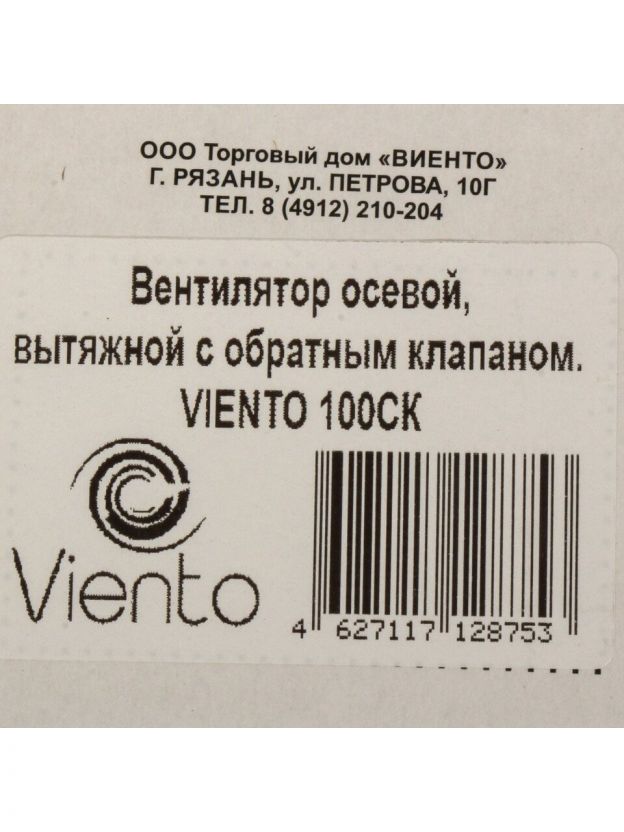 ООО Торговый дом «ВИЕНТО»
Г. РЯЗАНЬ, ул. ПЕТРОВА, 10Г
ТЕЛ. 8 (4912) 210-204
Вентилятор осевой,
вытяжной с обратным клапаном.
VIENTO 100СК
Viento
4 627117 128753